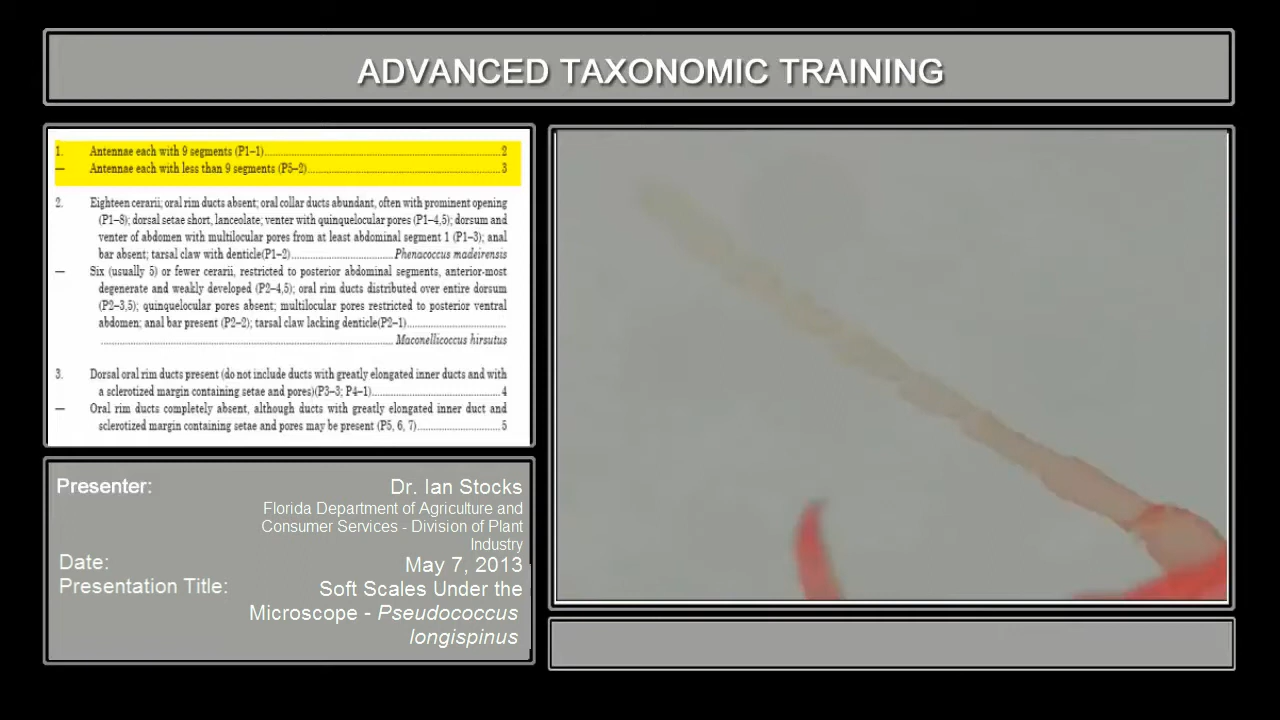 ADVANCED TAXONOMIC TRAINING
1. Antennae each with 9 segments (P1–1)..........2
— Antennae each with less than 9 segments (P5–2)..........3
2. Eighteen cerarii; oral rim ducts absent; oral collar ducts abundant, often with prominent opening
(P1–8); dorsal setae short, lanceolate; venter with quinquelocular pores (P1–4,5); dorsum and
venter of abdomen with multilocular pores from at least abdominal segment 1 (P1–3); anal
bar absent; tarsal claw with denticle(P1–2)..........Phenacoccus madeirensis
— Six (usually 5) or fewer cerarii, restricted to posterior abdominal segments, anterior-most
degenerate and weakly developed (P2–4,5); oral rim ducts distributed over entire dorsum
(P2–3,5); quinquelocular pores absent; multilocular pores restricted to posterior ventral
abdomen; anal bar present (P2–2); tarsal claw lacking denticle(P2–1)..........
.......... Maconellicoccus hirsutus
3. Dorsal oral rim ducts present (do not include ducts with greatly elongated inner ducts and with
a sclerotized margin containing setae and pores)(P3–3; P4–1)..........4
— Oral rim ducts completely absent, although ducts with greatly elongated inner duct and
sclerotized margin containing setae and pores may be present (P5, 6, 7)..........5
Presenter: Dr. Ian Stocks
Florida Department of Agriculture and
Consumer Services - Division of Plant
Industry
Date: May 7, 2013
Presentation Title: Soft Scales Under the
Microscope - Pseudococcus
longispinus